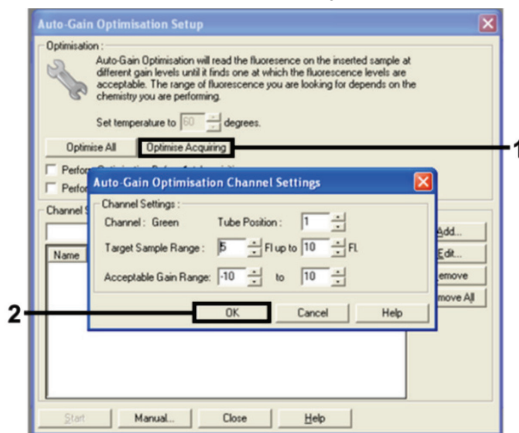 Auto-Gain Optimisation Setup
Optimisation :
Auto-Gain Optimisation will read the fluoresence on the inserted sample at
different gain levels until it finds one at which the fluorescence levels are
acceptable. The range of fluorescence you are looking for depends on the
chemistry you are performing.
Set temperature to 60 degrees.
Optimise All Optimise Acquiring
1
Perfor
Perfor
Auto-Gain Optimisation Channel Settings
Channel S
Channel Settings :
Channel : Green Tube Position : 1
Add...
Name
Target Sample Range : 5 Fl up to 10 Fl.
Edit...
Acceptable Gain Range: -10 to 10
emove
move All
2
OK Cancel Help
Start Manual... Close Help